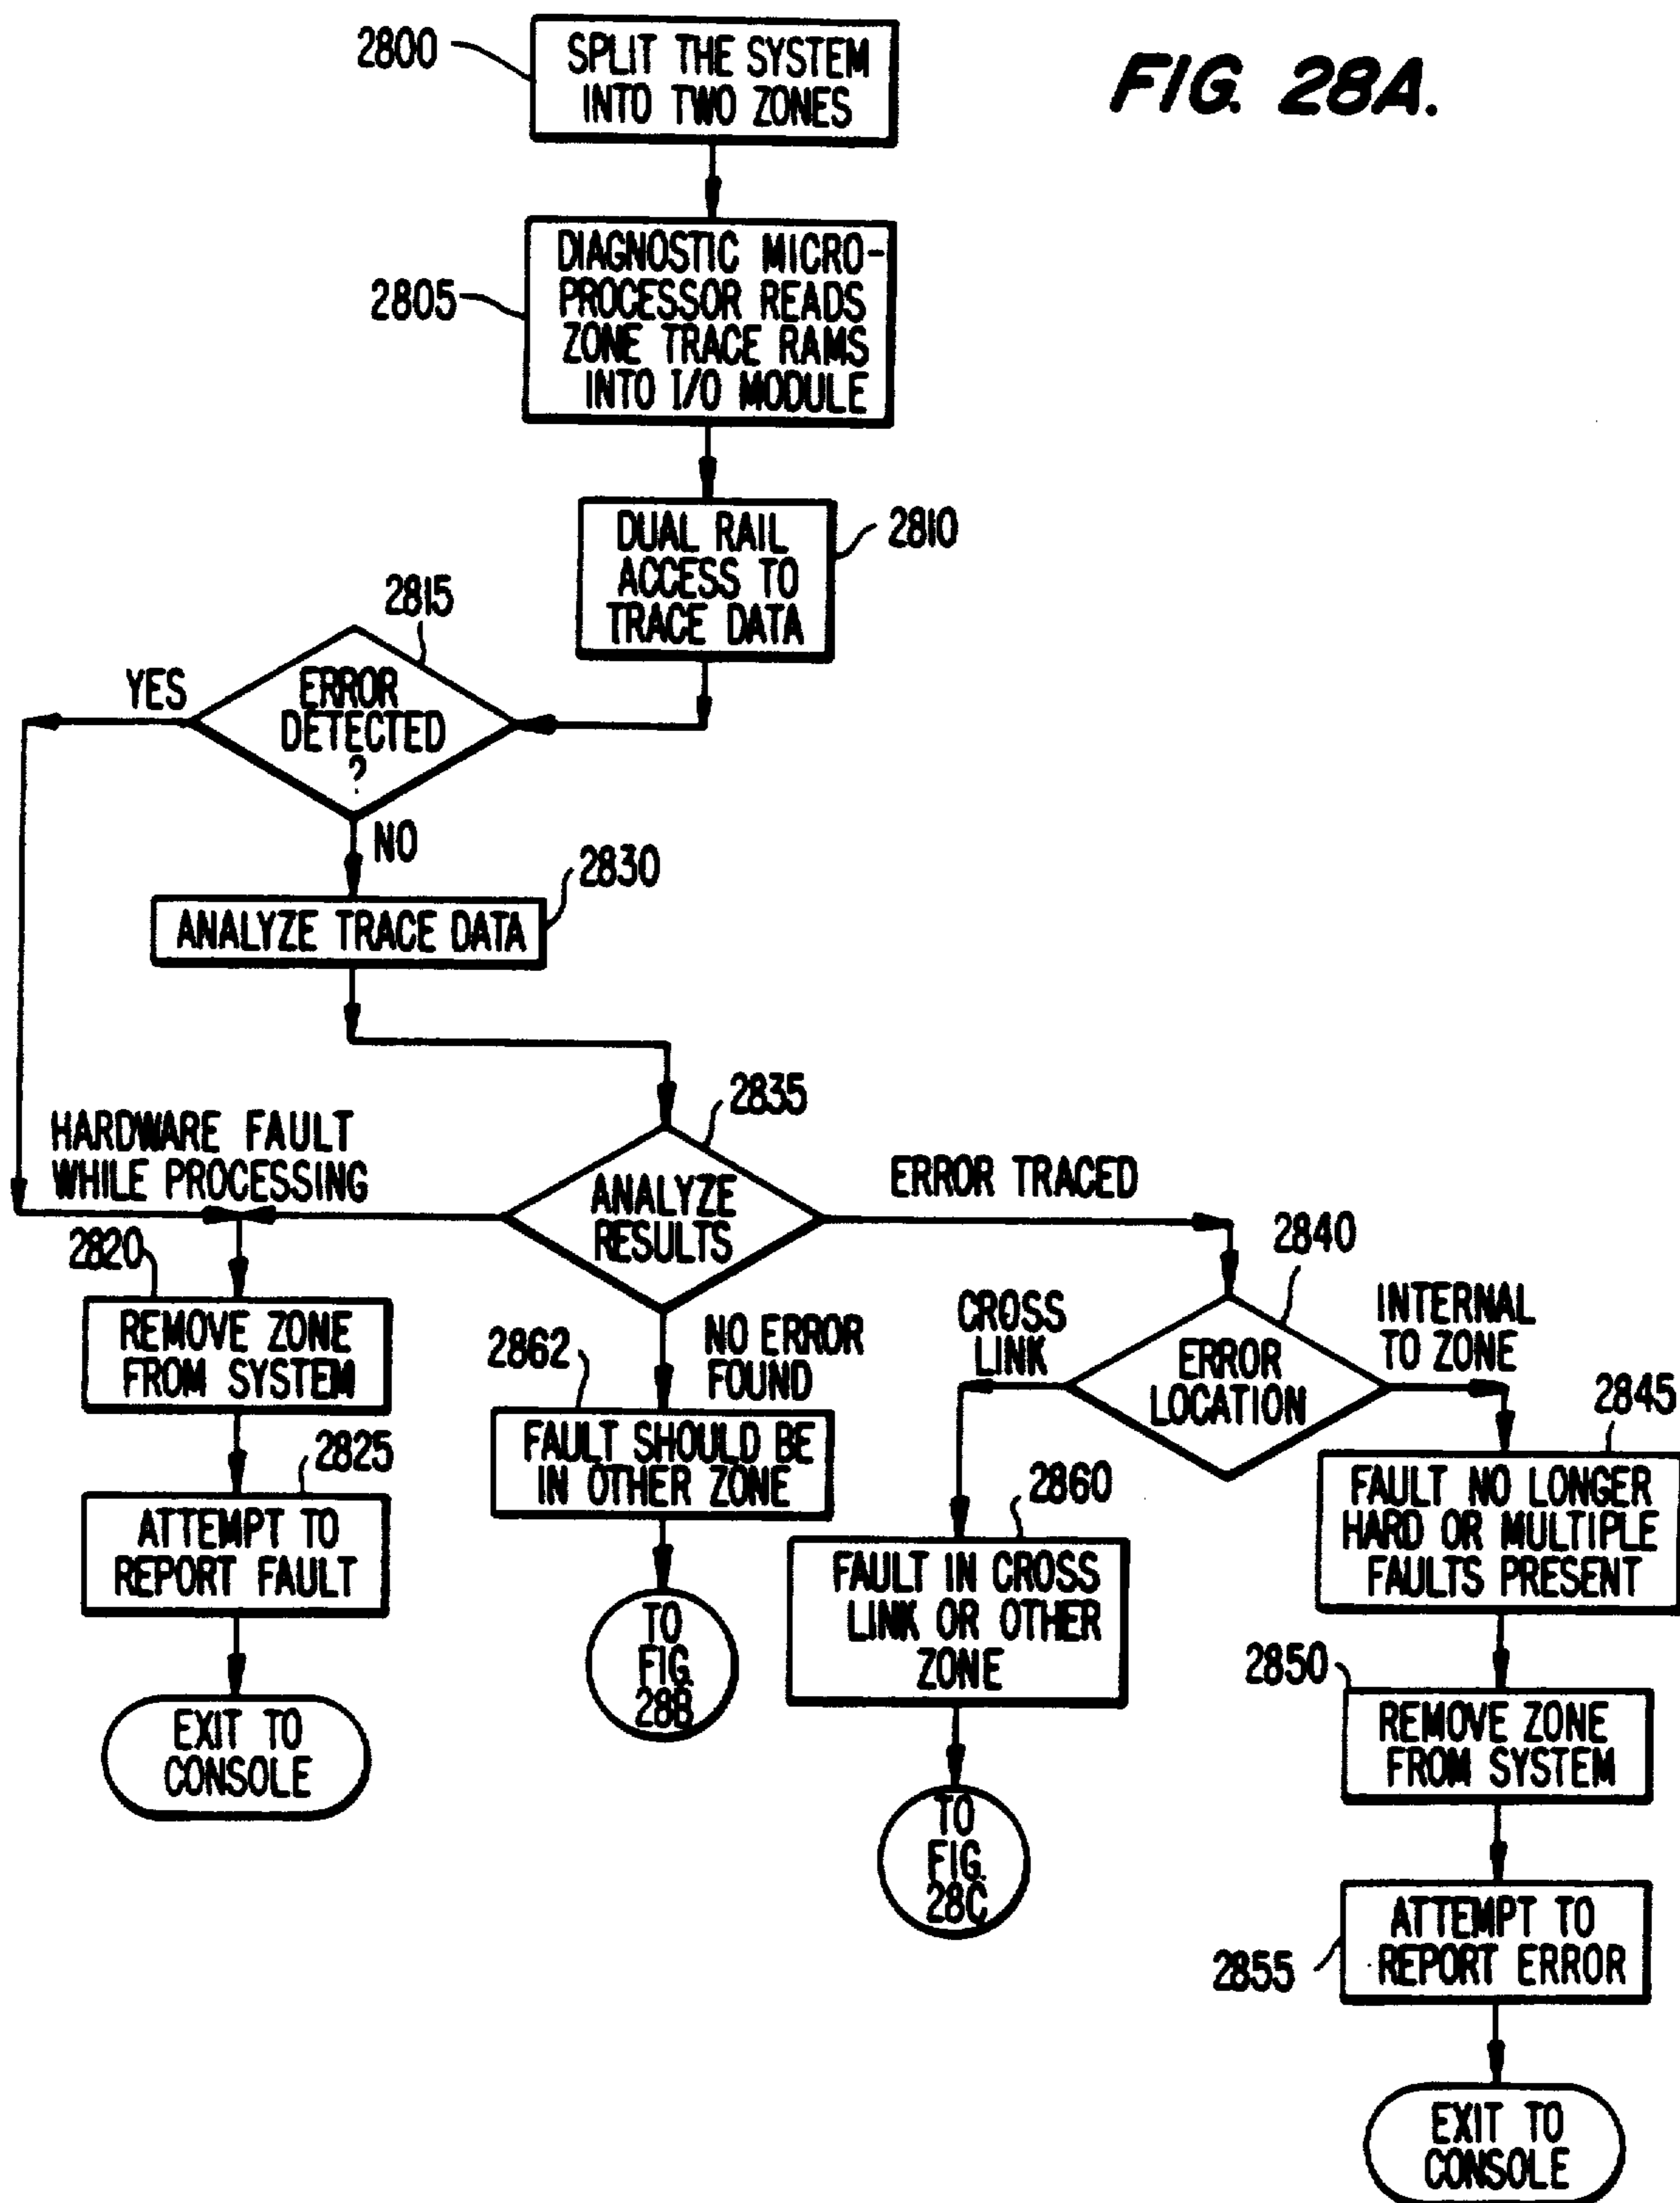 FIG. 28A.
2800
SPLIT THE SYSTEM
INTO TWO ZONES
2805
DIAGNOSTIC MICRO-
PROCESSOR READS
ZONE TRACE RAMS
INTO I/O MODULE
2810
DUAL RAIL
ACCESS TO
TRACE DATA
2815
YES
ERROR
DETECTED
?
NO
2830
ANALYZE TRACE DATA
2835
HARDWARE FAULT
WHILE PROCESSING
ANALYZE
RESULTS
ERROR TRACED
2820
REMOVE ZONE
FROM SYSTEM
2825
ATTEMPT TO
REPORT FAULT
EXIT TO
CONSOLE
2862
NO ERROR
FOUND
FAULT SHOULD BE
IN OTHER ZONE
TO
FIG.
28B
2840
CROSS
LINK
ERROR
LOCATION
INTERNAL
TO ZONE
2860
FAULT IN CROSS
LINK OR OTHER
ZONE
TO
FIG.
28C
2845
FAULT NO LONGER
HARD OR MULTIPLE
FAULTS PRESENT
2850
REMOVE ZONE
FROM SYSTEM
2855
ATTEMPT TO
REPORT ERROR
EXIT TO
CONSOLE